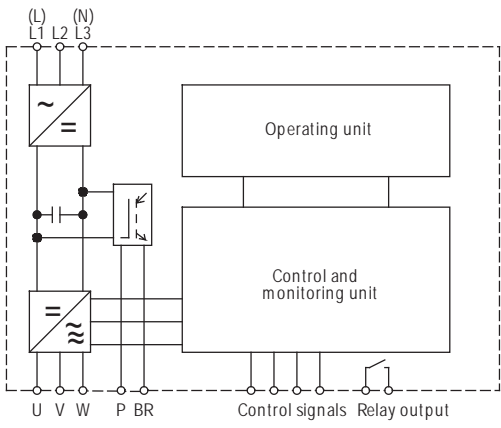 (L) (N)
L1 L2 L3
Operating unit
Control and
monitoring unit
U V W P BR Control signals Relay output